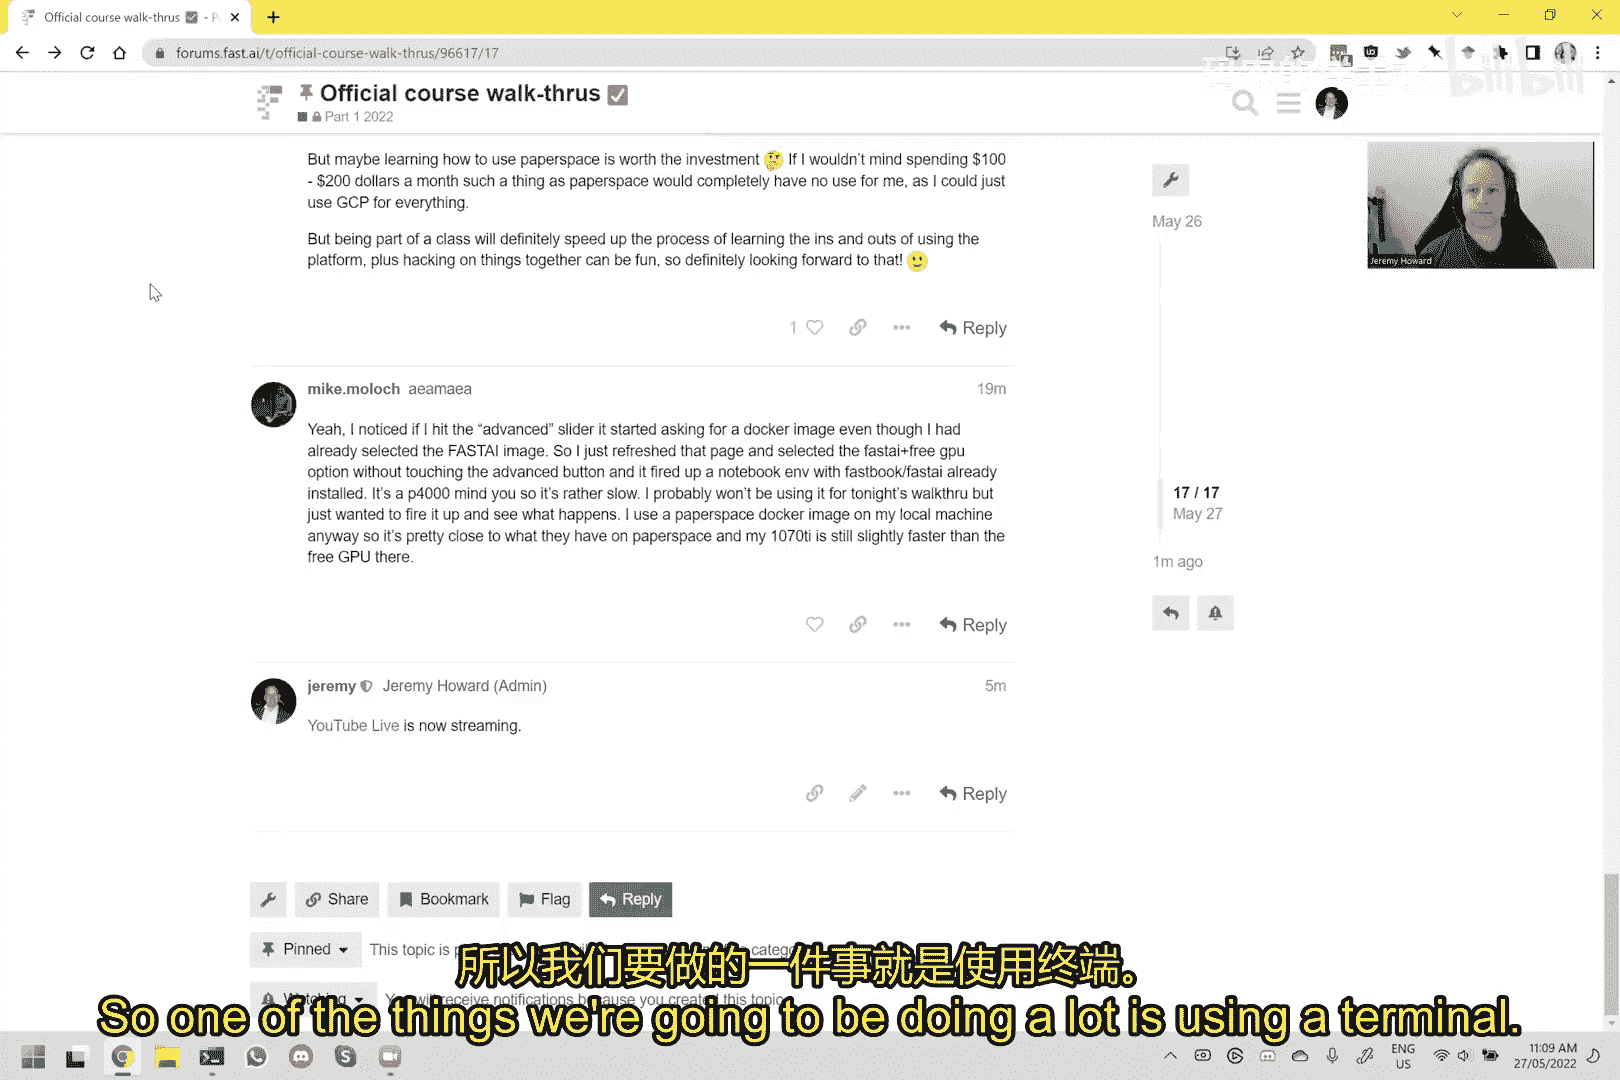 Official course walk-thrus ☑ - P
forums.fast.ai/t/official-course-walk-thrus/96617/17
Official course walk-thrus ☑
Part 1 2022
bilibili
But maybe learning how to use paperspace is worth the investment 🤔 If I wouldn't mind spending $100
- $200 dollars a month such a thing as paperspace would completely have no use for me, as I could just
use GCP for everything.
But being part of a class will definitely speed up the process of learning the ins and outs of using the
platform, plus hacking on things together can be fun, so definitely looking forward to that! 🙂
1
Reply
May 26
Jeremy Howard
mike.moloch aeamaea 19m
Yeah, I noticed if I hit the “advanced” slider it started asking for a docker image even though I had
already selected the FASTAI image. So I just refreshed that page and selected the fastai+free gpu
option without touching the advanced button and it fired up a notebook env with fastbook/fastai already
installed. It's a p4000 mind you so it's rather slow. I probably won't be using it for tonight's walkthru but
just wanted to fire it up and see what happens. I use a paperspace docker image on my local machine
anyway so it's pretty close to what they have on paperspace and my 1070ti is still slightly faster than the
free GPU there.
Reply
17 / 17
May 27
1m ago
jeremy Jeremy Howard (Admin) 5m
YouTube Live is now streaming.
Reply
Share Bookmark Flag Reply
Pinned This topic is p
Watching You will receive notifications because you created this topic
所以我们要做的一件事就是使用终端。
So one of the things we're going to be doing a lot is using a terminal.
ENG
US
11:09 AM
27/05/2022